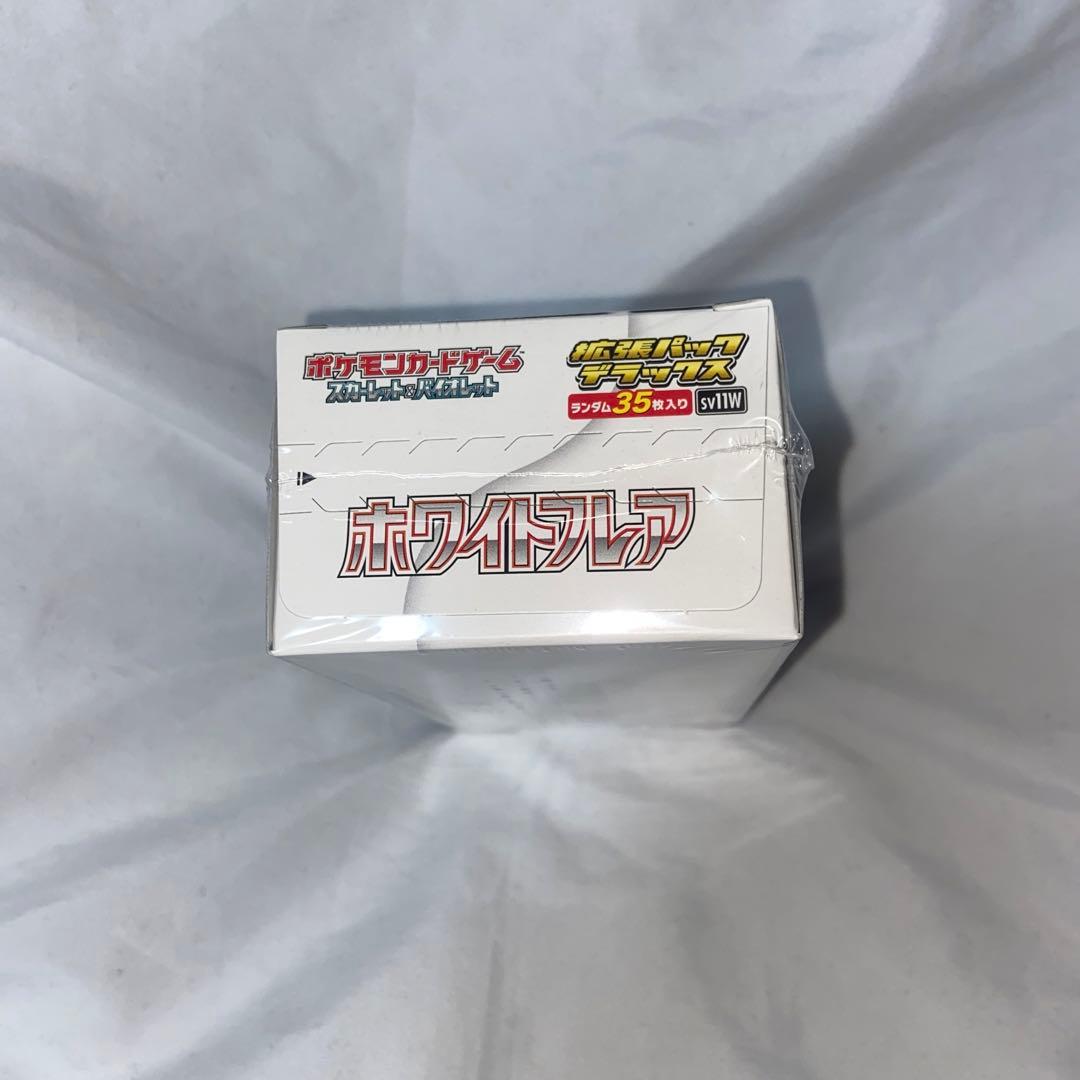 ポケモンカードゲーム
スカーレット&バイオレット
拡張パック
デラックス
ランダム35枚入り SV11W
ホワイトフレア